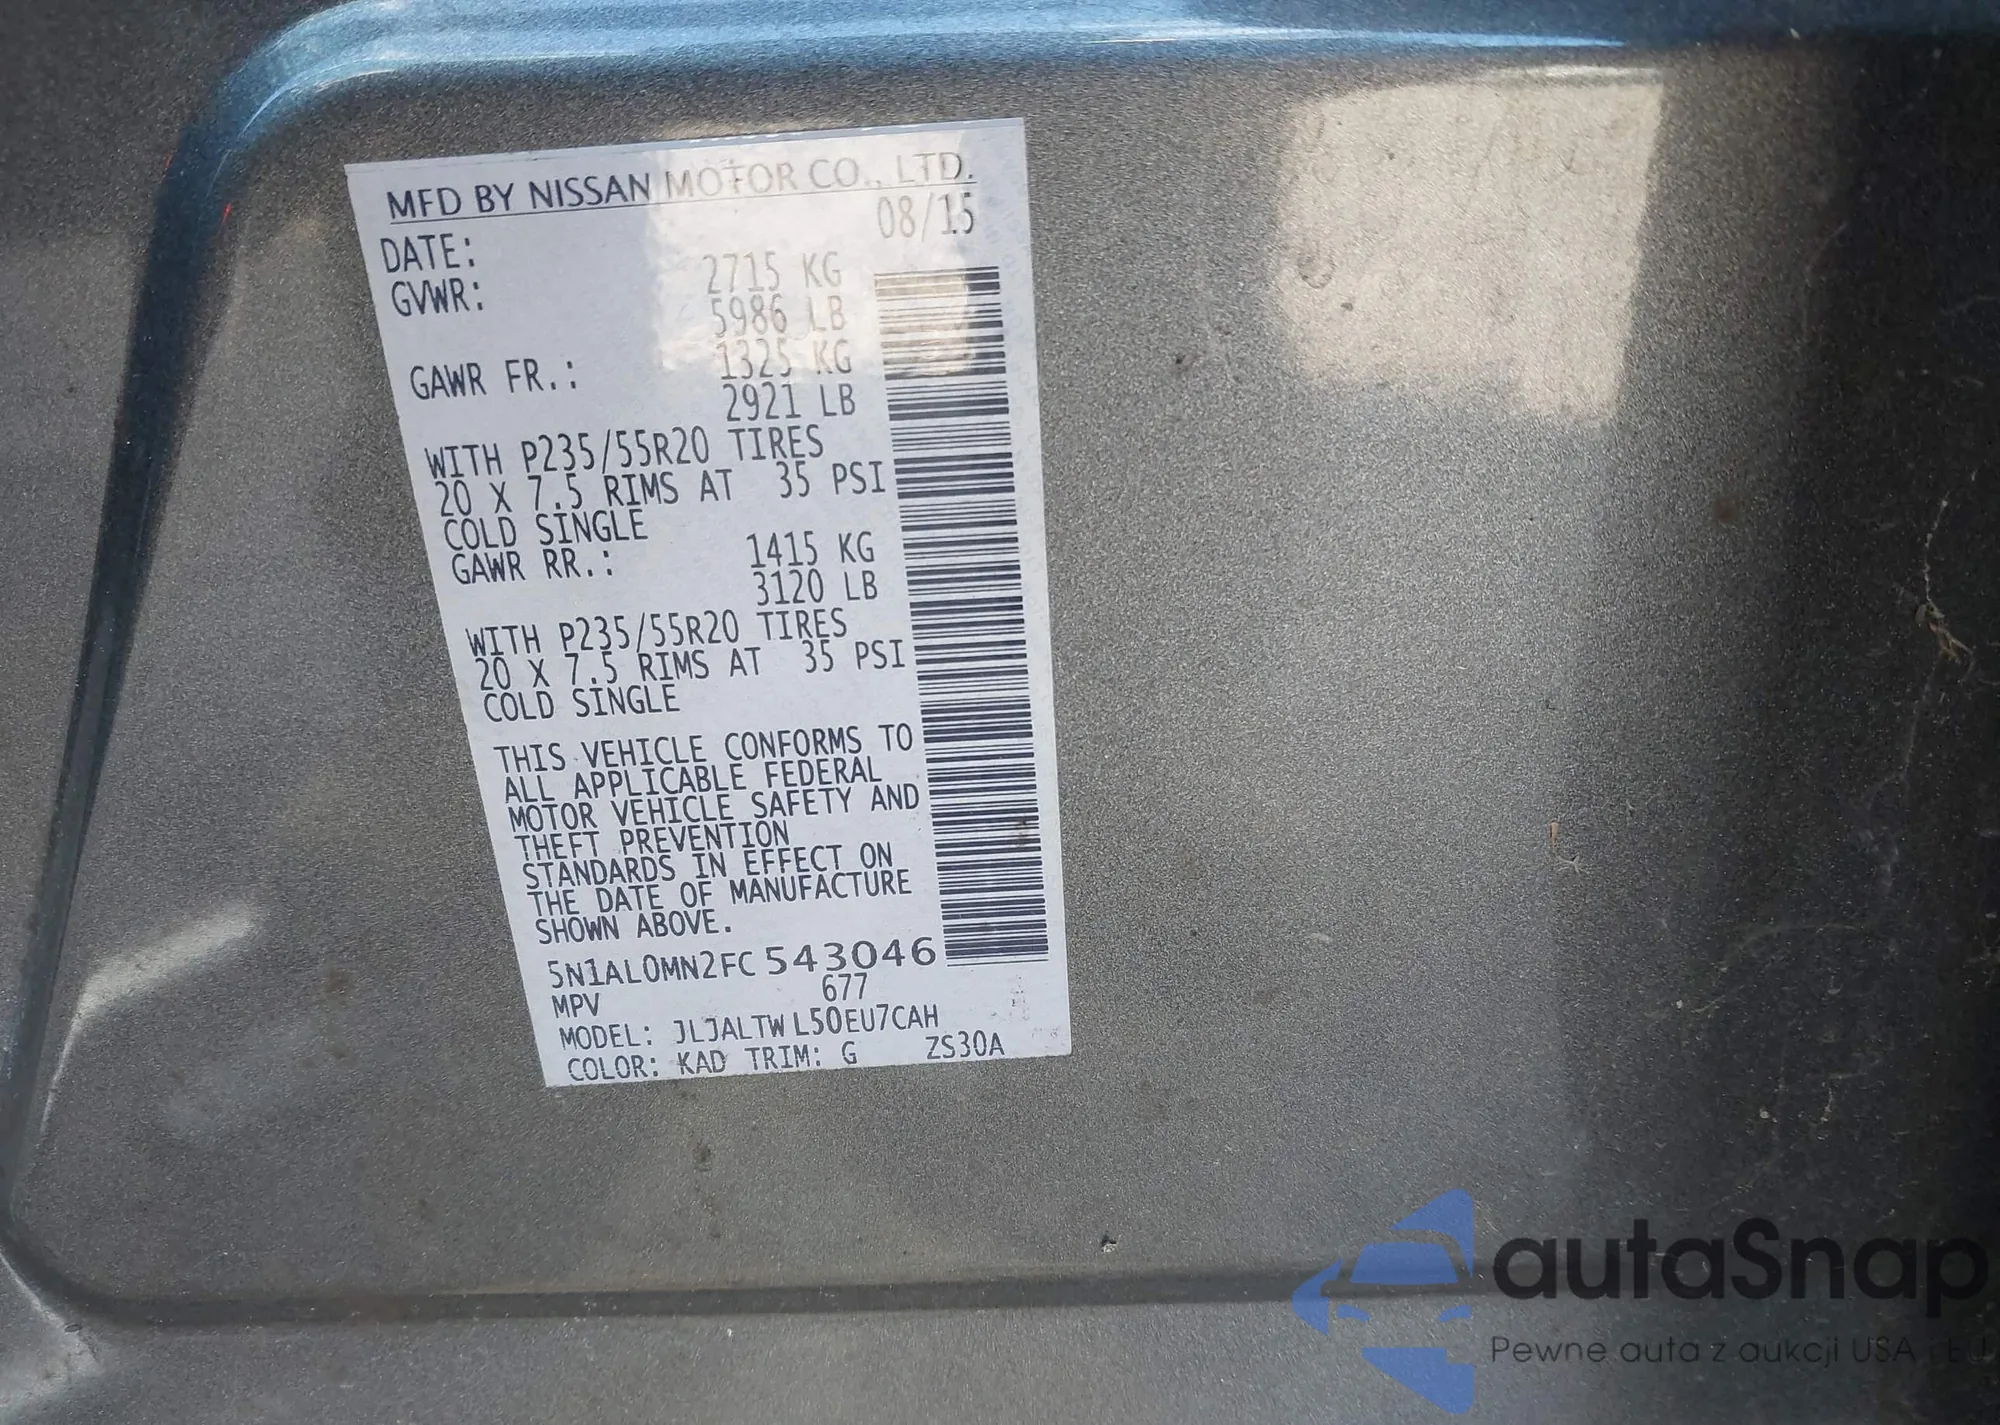 MFD BY NISSAN MOTOR CO., LTD.
DATE: 08/15
GVWR: 2715 KG
5986 LB
GAWR FR.: 1325 KG
2921 LB
WITH P235/55R20 TIRES
20 X 7.5 RIMS AT 35 PSI
COLD SINGLE
GAWR RR.: 1415 KG
3120 LB
WITH P235/55R20 TIRES
20 X 7.5 RIMS AT 35 PSI
COLD SINGLE
THIS VEHICLE CONFORMS TO
ALL APPLICABLE FEDERAL
MOTOR VEHICLE SAFETY AND
THEFT PREVENTION
STANDARDS IN EFFECT ON
THE DATE OF MANUFACTURE
SHOWN ABOVE.
5N1AL0MN2FC543046
MPV 677
MODEL: JLJALTWL50EU7CAH
COLOR: KAD TRIM: G ZS30A
autaSnap
Pewne auta z aukcji USA i EU